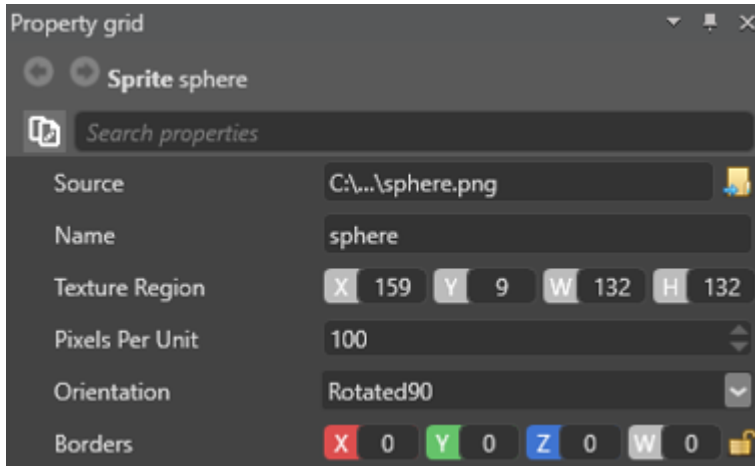 Property grid
Sprite sphere
Search properties
Source C:\...\sphere.png
Name sphere
Texture Region X 159 Y 9 W 132 H 132
Pixels Per Unit 100
Orientation Rotated90
Borders X 0 Y 0 Z 0 W 0